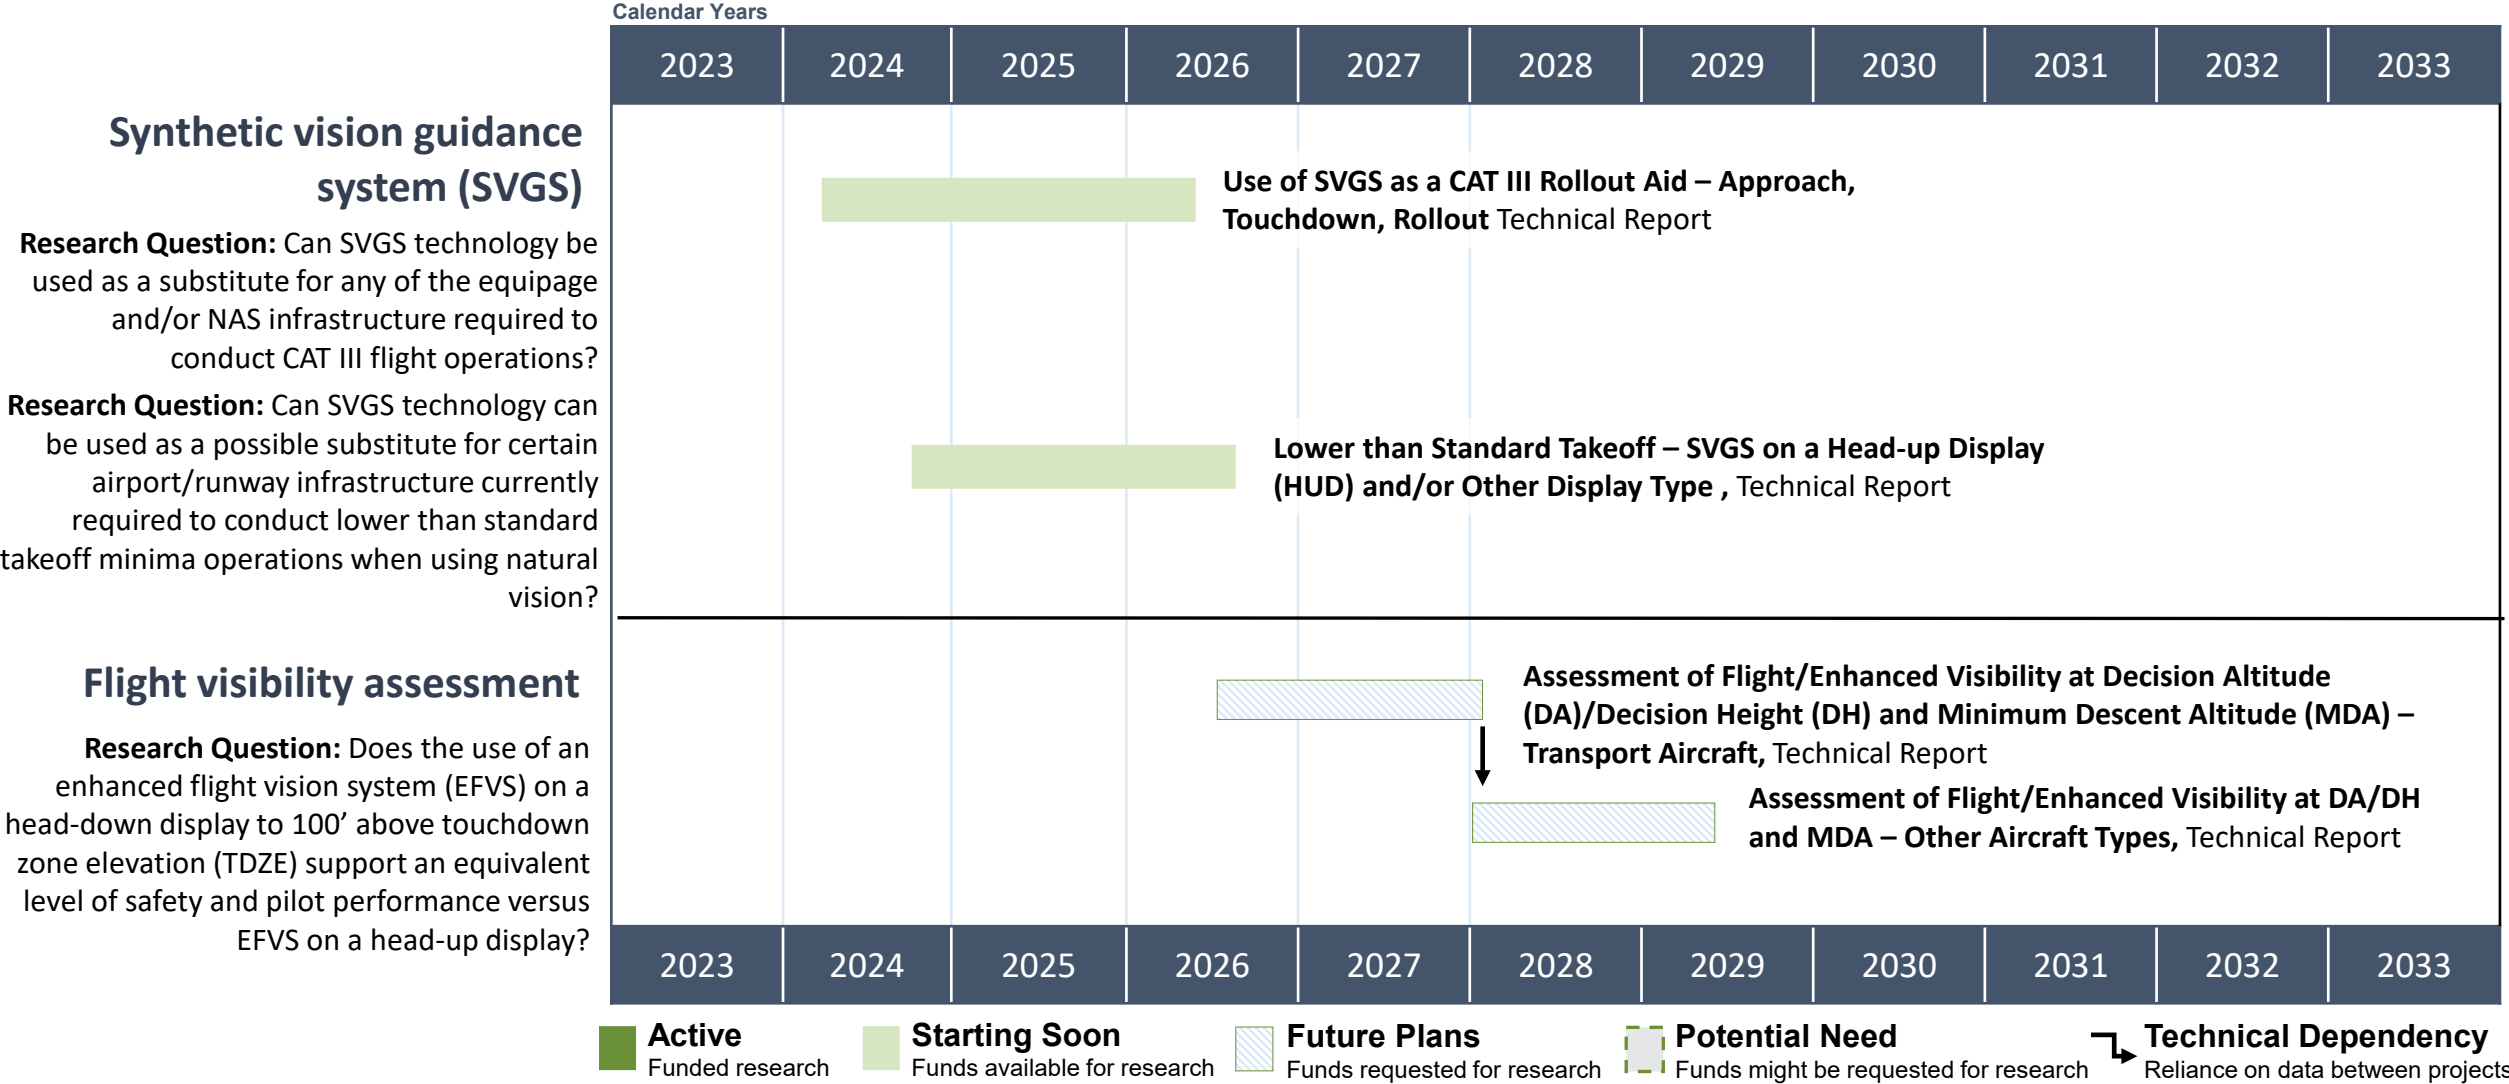 Calendar Years
2023 2024 2025 2026 2027 2028 2029 2030 2031 2032 2033
Synthetic vision guidance
system (SVGS)
Research Question: Can SVGS technology be
used as a substitute for any of the equipage
and/or NAS infrastructure required to
conduct CAT III flight operations?
Use of SVGS as a CAT III Rollout Aid – Approach,
Touchdown, Rollout Technical Report
Research Question: Can SVGS technology can
be used as a possible substitute for certain
airport/runway infrastructure currently
required to conduct lower than standard
takeoff minima operations when using natural
vision?
Lower than Standard Takeoff – SVGS on a Head-up Display
(HUD) and/or Other Display Type , Technical Report
Flight visibility assessment
Research Question: Does the use of an
enhanced flight vision system (EFVS) on a
head-down display to 100’ above touchdown
zone elevation (TDZE) support an equivalent
level of safety and pilot performance versus
EFVS on a head-up display?
Assessment of Flight/Enhanced Visibility at Decision Altitude
(DA)/Decision Height (DH) and Minimum Descent Altitude (MDA) –
Transport Aircraft, Technical Report
Assessment of Flight/Enhanced Visibility at DA/DH
and MDA – Other Aircraft Types, Technical Report
2023 2024 2025 2026 2027 2028 2029 2030 2031 2032 2033
Active
Funded research
Starting Soon
Funds available for research
Future Plans
Funds requested for research
Potential Need
Funds might be requested for research
Technical Dependency
Reliance on data between projects